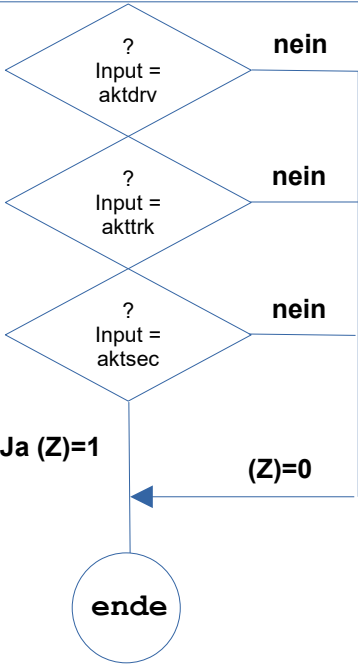 ?
Input =
aktdrv
nein
?
Input =
akttrk
nein
?
Input =
aktsec
nein
Ja (Z)=1
(Z)=0
ende